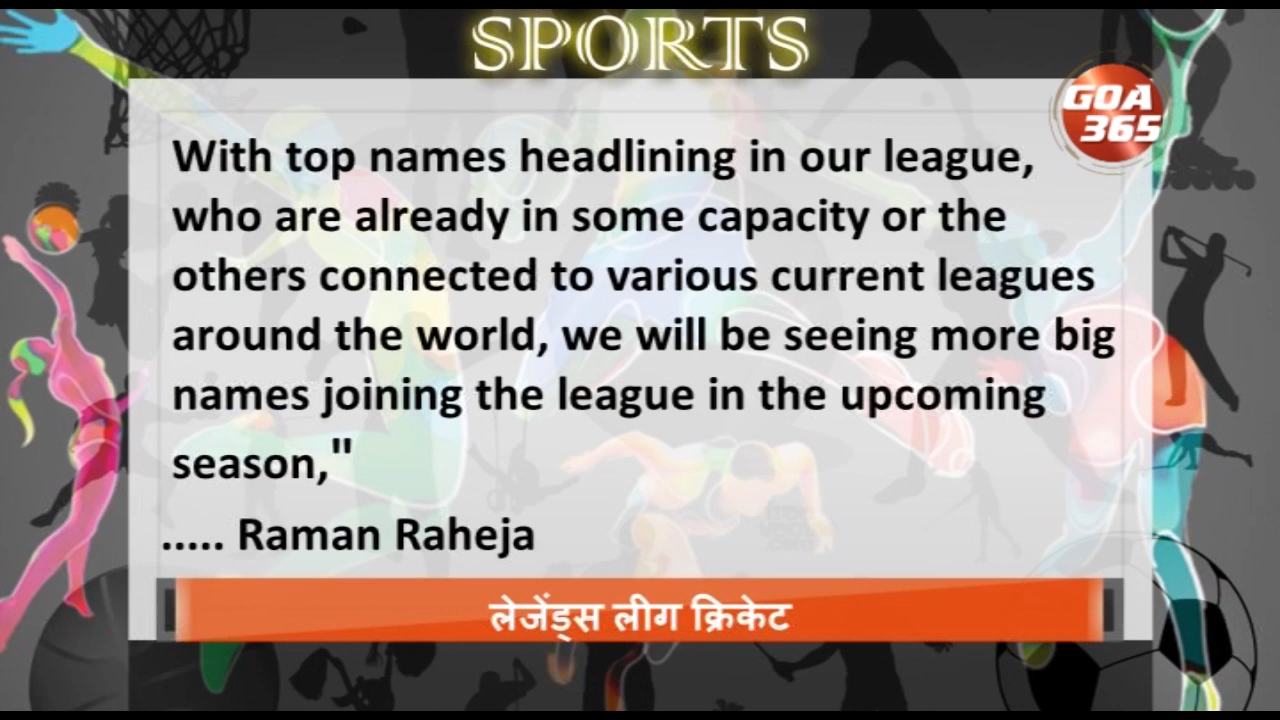 SPORTS
GOA
365
With top names headlining in our league,
who are already in some capacity or the
others connected to various current leagues
around the world, we will be seeing more big
names joining the league in the upcoming
season,"
..... Raman Raheja
लेजेंड्स लीग क्रिकेट